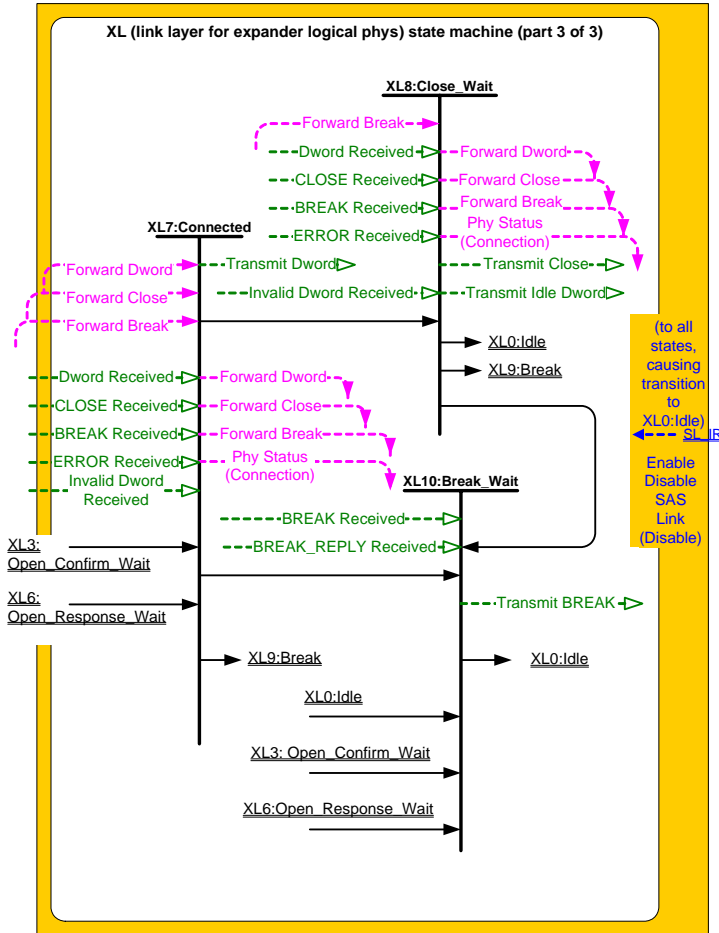 XL (link layer for expander logical phys) state machine (part 3 of 3)
XL8:Close_Wait
Forward Break
Dword Received
Forward Dword
CLOSE Received
Forward Close
BREAK Received
Forward Break
ERROR Received
Phy Status
(Connection)
Transmit Close
Invalid Dword Received
Transmit Idle Dword
XL0:Idle
XL9:Break
XL7:Connected
Forward Dword
Transmit Dword
Forward Close
Forward Break
Dword Received
Forward Dword
CLOSE Received
Forward Close
BREAK Received
Forward Break
ERROR Received
Phy Status
(Connection)
Invalid Dword
Received
XL3:
Open_Confirm_Wait
XL6:
Open_Response_Wait
XL9:Break
XL10:Break_Wait
BREAK Received
BREAK_REPLY Received
Transmit BREAK
XL0:Idle
XL0:Idle
XL3: Open_Confirm_Wait
XL6:Open_Response_Wait
(to all
states,
causing
transition
to
XL0:Idle)
SL_IR
Enable
Disable
SAS
Link
(Disable)